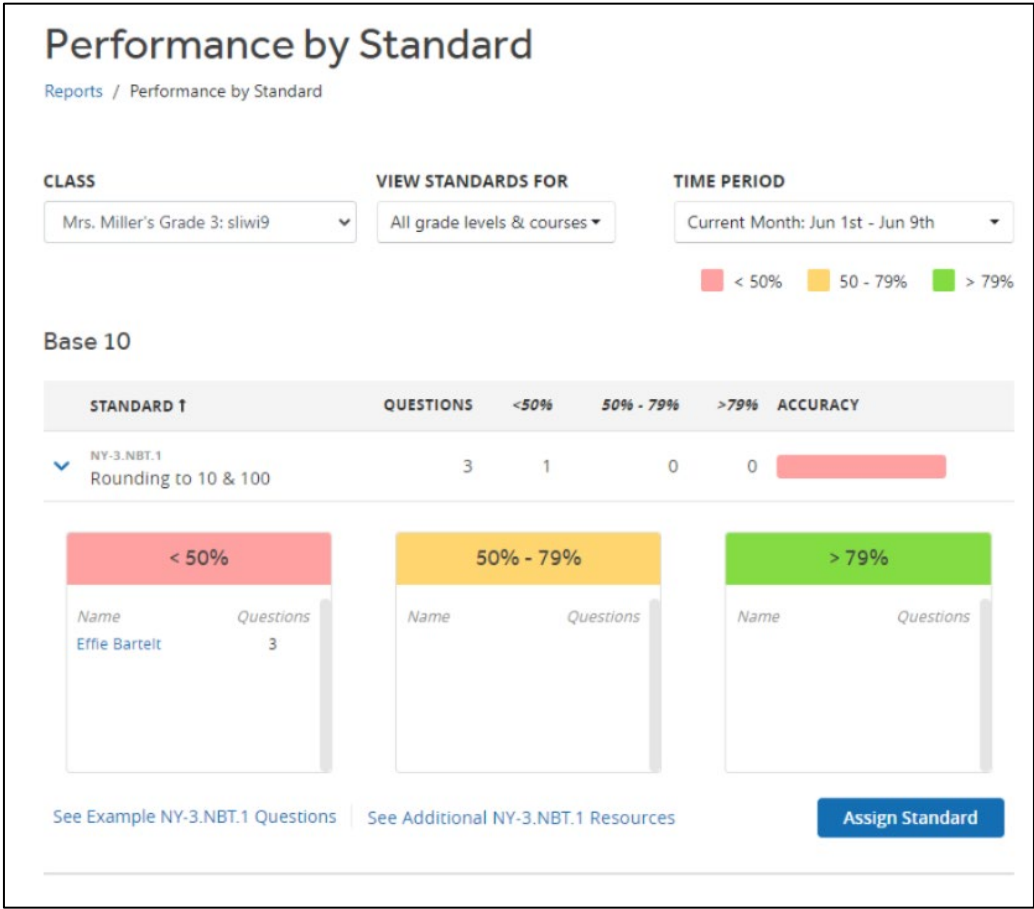 Performance by Standard
Reports / Performance by Standard
CLASS VIEW STANDARDS FOR TIME PERIOD
Mrs. Miller's Grade 3: sliwi9 All grade levels & courses Current Month: Jun 1st - Jun 9th
< 50% 50 - 79% > 79%
Base 10
STANDARD ↑ QUESTIONS <50% 50% - 79% >79% ACCURACY
NY-3.NBT.1
Rounding to 10 & 100 3 1 0 0
< 50% 50% - 79% > 79%
Name Questions Name Questions Name Questions
Effie Bartelt 3
See Example NY-3.NBT.1 Questions See Additional NY-3.NBT.1 Resources Assign Standard